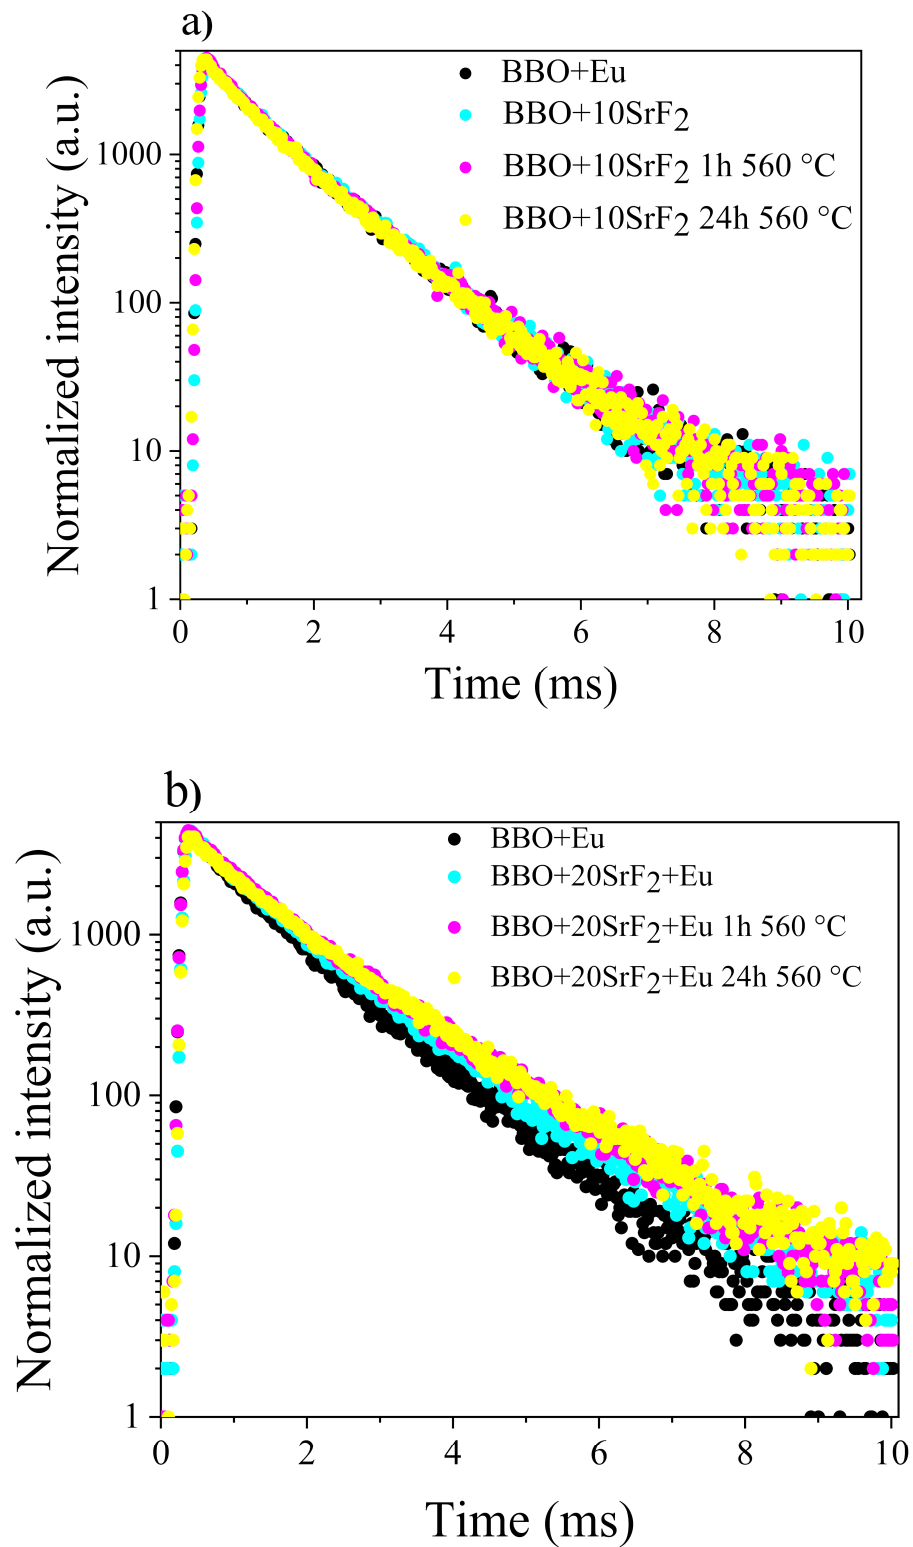 a)
BBO+Eu
BBO+10SrF2
BBO+10SrF2 1h 560 °C
BBO+10SrF2 24h 560 °C
Normalized intensity (a.u.)
1000
100
10
1
0 2 4 6 8 10
Time (ms)
b)
BBO+Eu
BBO+20SrF2+Eu
BBO+20SrF2+Eu 1h 560 °C
BBO+20SrF2+Eu 24h 560 °C
Normalized intensity (a.u.)
1000
100
10
1
0 2 4 6 8 10
Time (ms)